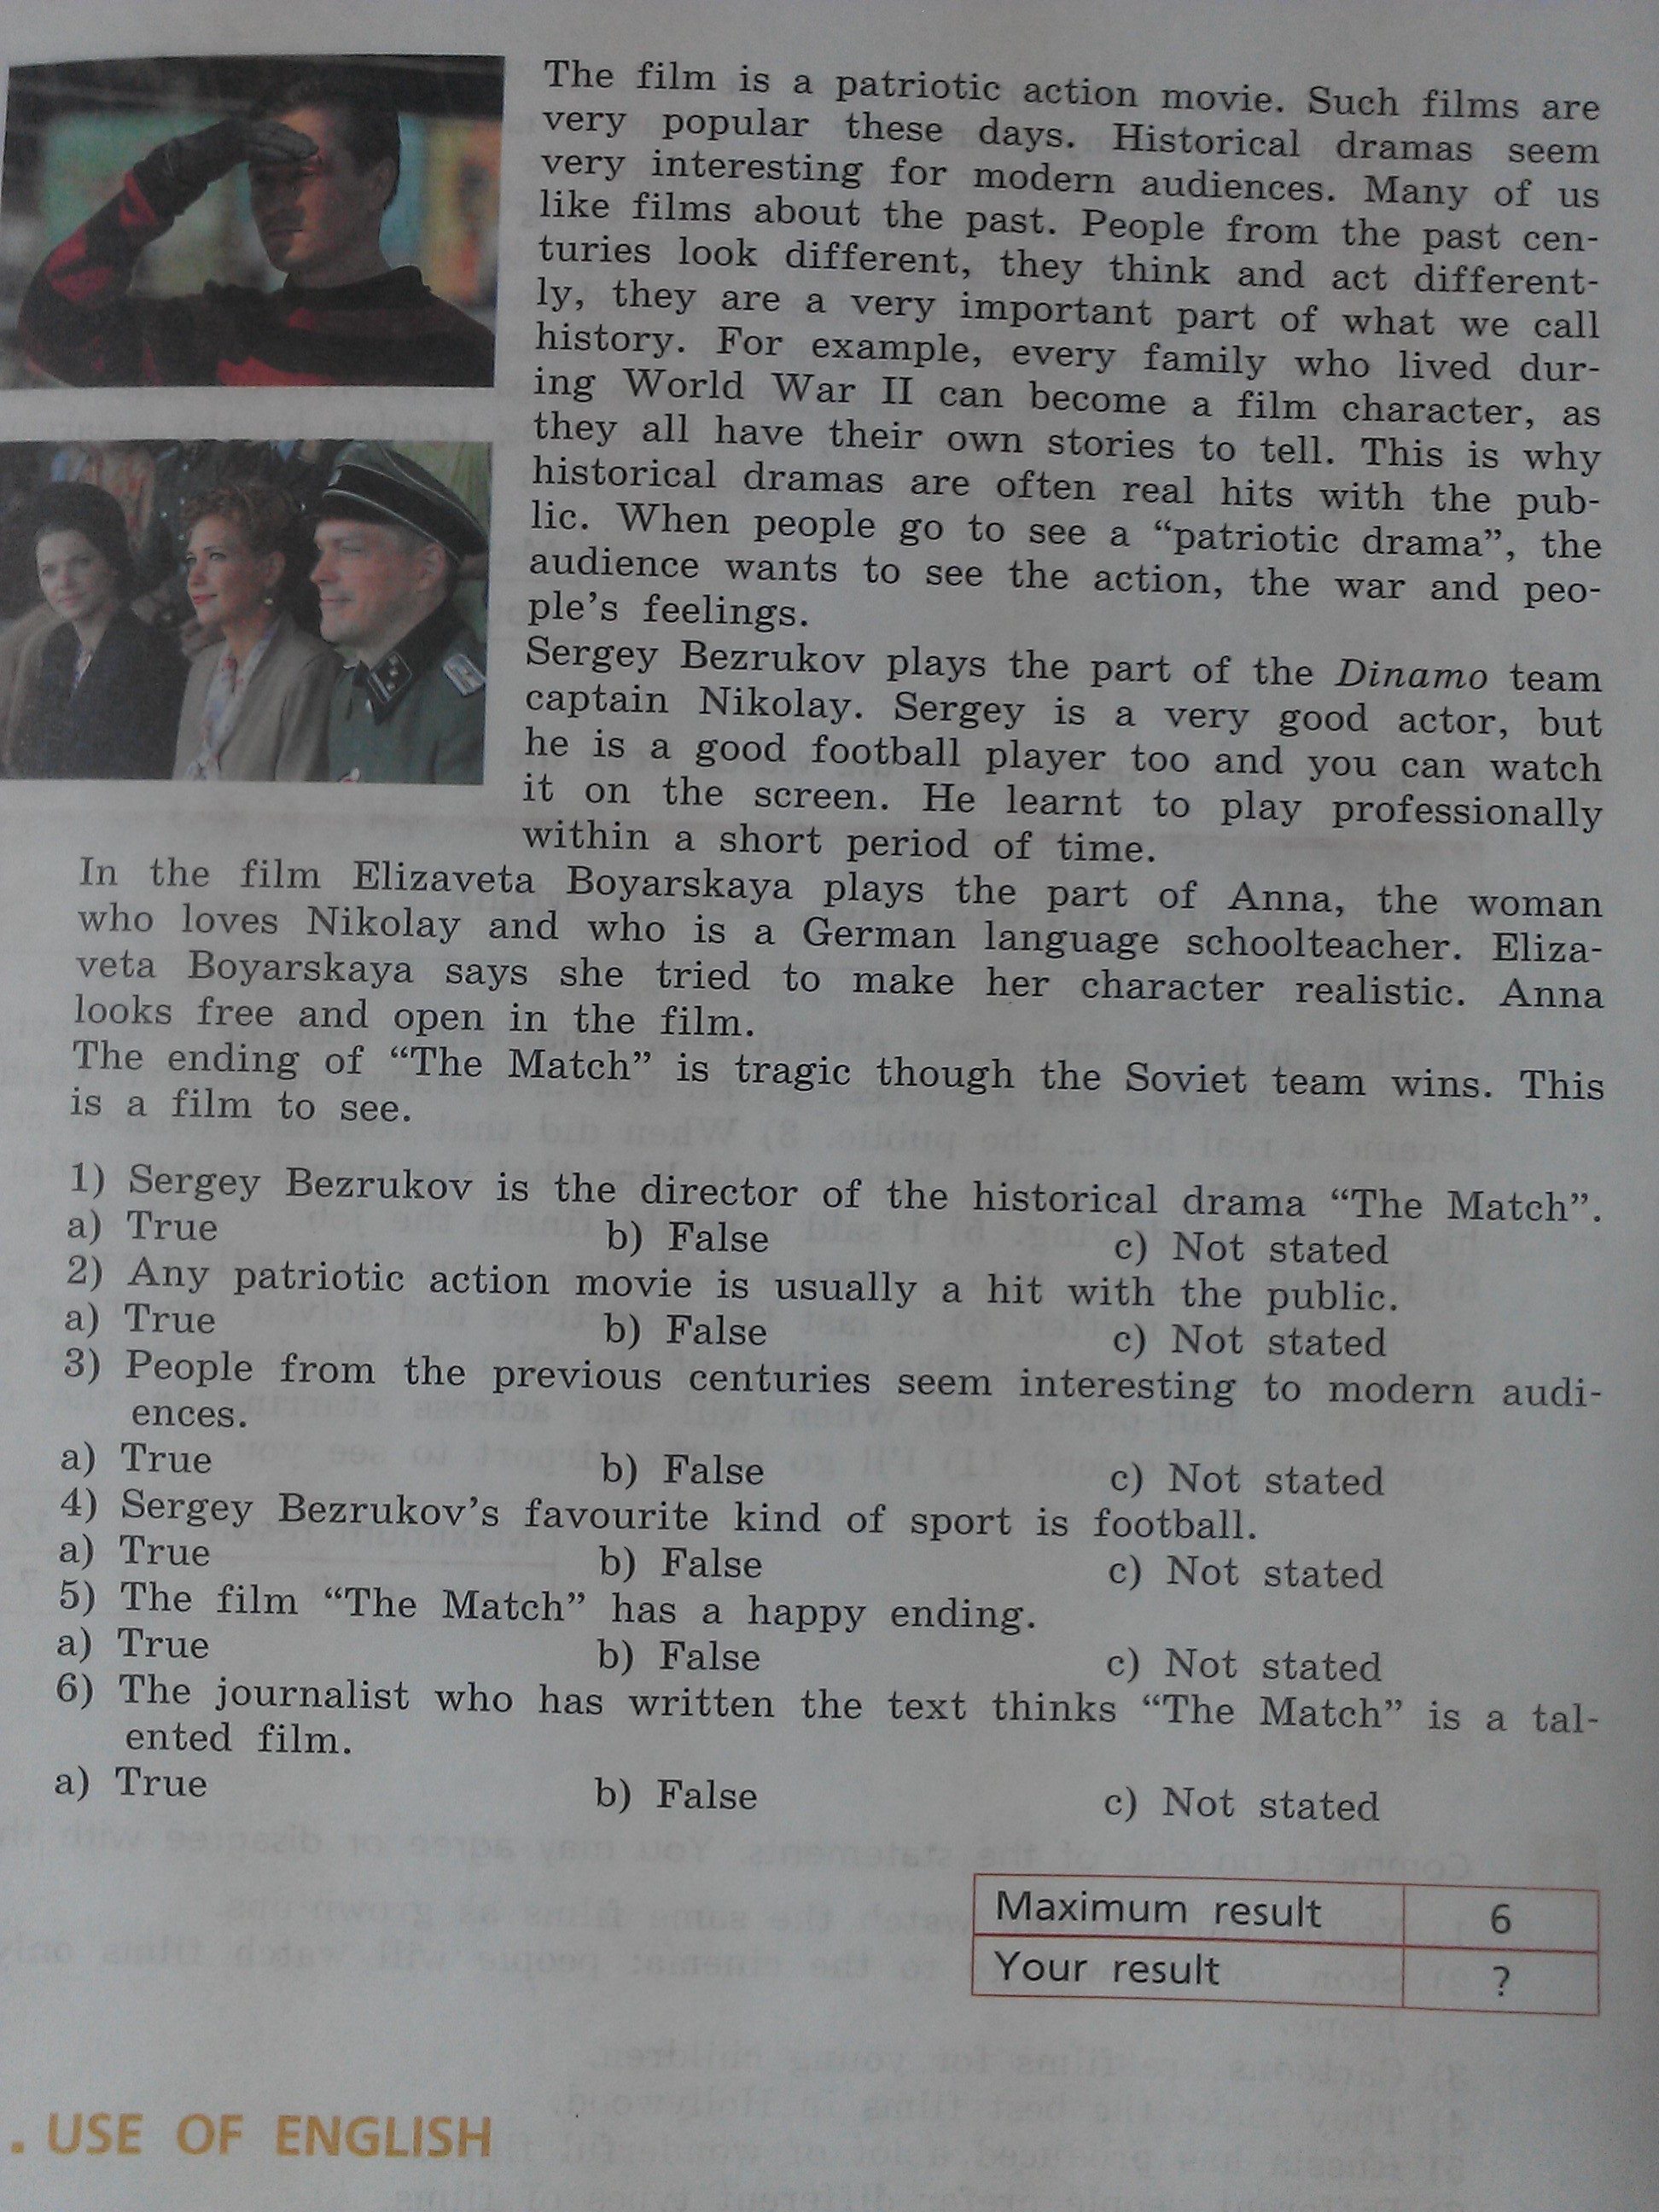 The film is a patriotic action movie. Such films are
very popular these days. Historical dramas seem
very interesting for modern audiences. Many of us
like films about the past. People from the past cen-
turies look different, they think and act different-
ly, they are a very important part of what we call
history. For example, every family who lived dur-
ing World War II can become a film character, as
they all have their own stories to tell. This is why
historical dramas are often real hits with the pub-
lic. When people go to see a “patriotic drama”, the
audience wants to see the action, the war and peo-
ple’s feelings.
Sergey Bezrukov plays the part of the Dinamo team
captain Nikolay. Sergey is a very good actor, but
he is a good football player too and you can watch
it on the screen. He learnt to play professionally
within a short period of time.
In the film Elizaveta Boyarskaya plays the part of Anna, the woman
who loves Nikolay and who is a German language schoolteacher. Eliza-
veta Boyarskaya says she tried to make her character realistic. Anna
looks free and open in the film.
The ending of “The Match” is tragic though the Soviet team wins. This
is a film to see.
1) Sergey Bezrukov is the director of the historical drama “The Match”.
a) True b) False c) Not stated
2) Any patriotic action movie is usually a hit with the public.
a) True b) False c) Not stated
3) People from the previous centuries seem interesting to modern audi-
ences.
a) True b) False c) Not stated
4) Sergey Bezrukov’s favourite kind of sport is football.
a) True b) False c) Not stated
5) The film “The Match” has a happy ending.
a) True b) False c) Not stated
6) The journalist who has written the text thinks “The Match” is a tal-
ented film.
a) True b) False c) Not stated
Maximum result 6
Your result ?
. USE OF ENGLISH